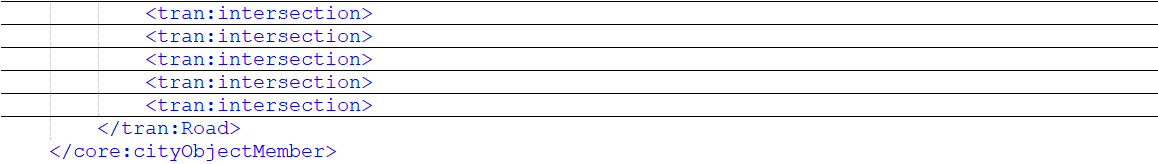 <tran:intersection>
<tran:intersection>
<tran:intersection>
<tran:intersection>
<tran:intersection>
</tran:Road>
</core:cityObjectMember>